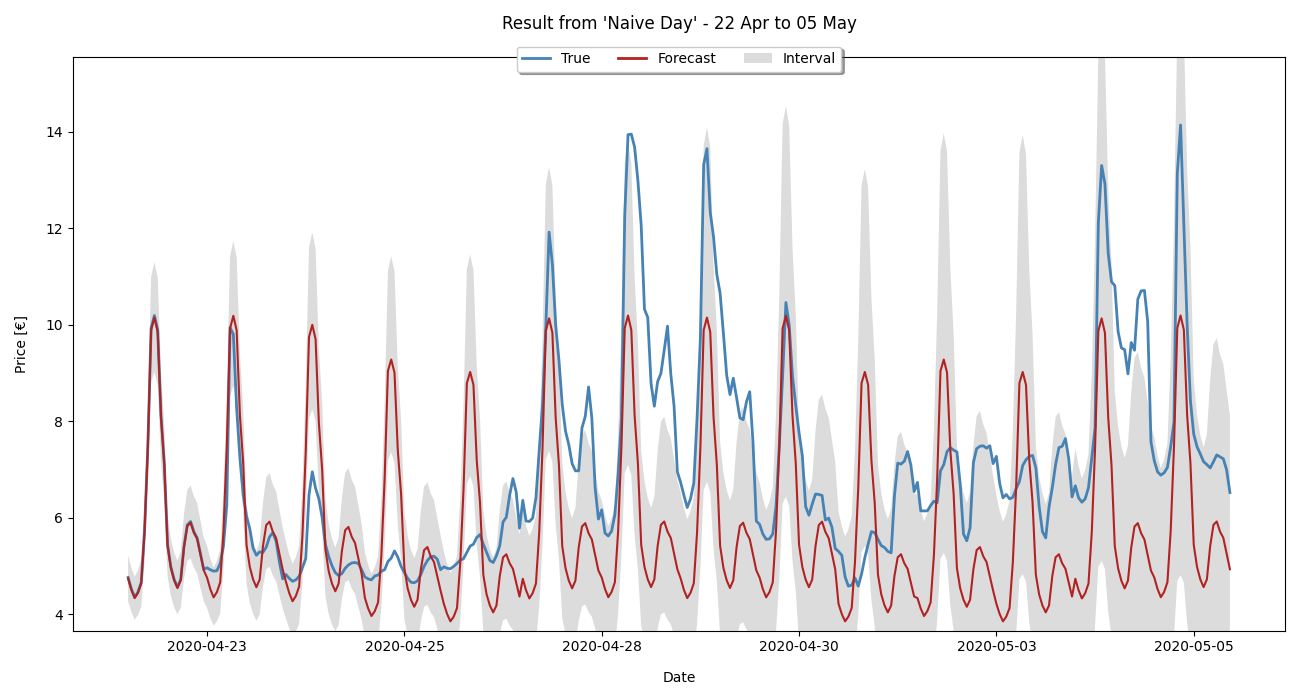 Result from 'Naive Day' - 22 Apr to 05 May
True Forecast Interval
Price [€]
14
12
10
8
6
4
2020-04-23 2020-04-25 2020-04-28 2020-04-30 2020-05-03 2020-05-05
Date